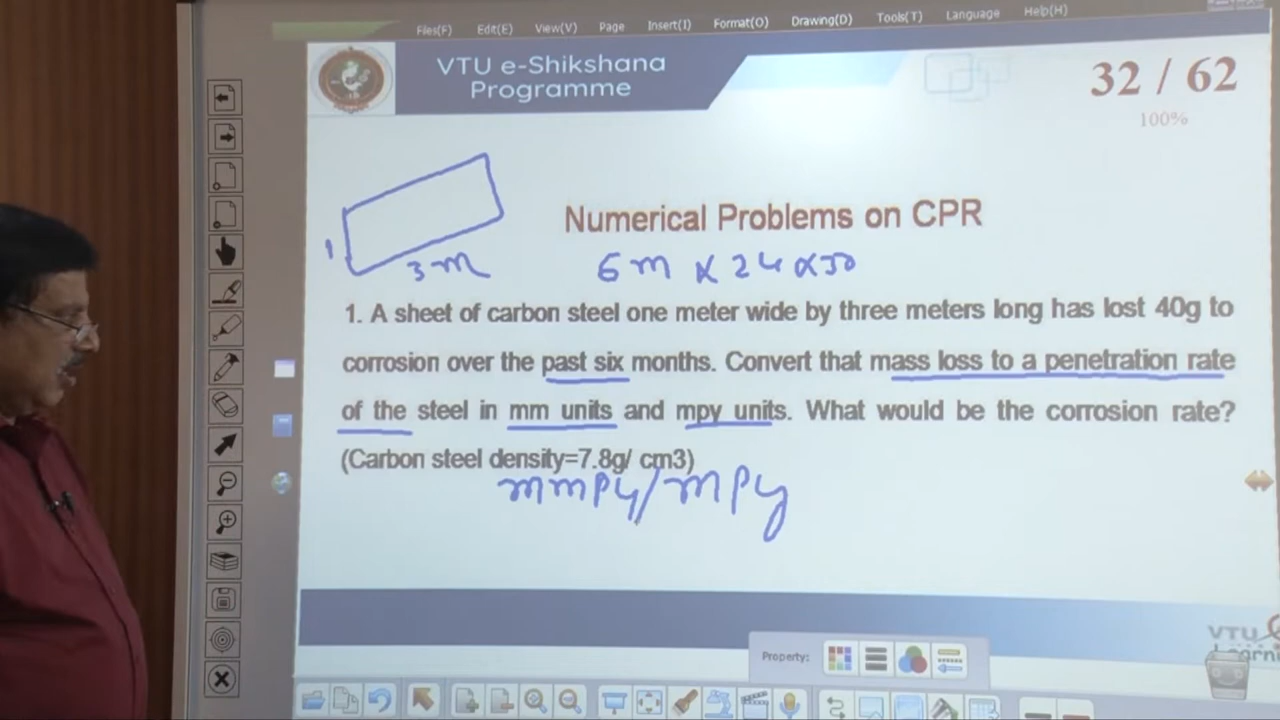 Files(F) Edit(E) View(V) Page Insert(I) Format(O) Drawing(D) Tools(T) Language Help(H)
VTU e-Shikshana
Programme
32 / 62
100%
Numerical Problems on CPR
1
3 m
6 m x 24 x 30
1. A sheet of carbon steel one meter wide by three meters long has lost 40g to
corrosion over the past six months. Convert that mass loss to a penetration rate
of the steel in mm units and mpy units. What would be the corrosion rate?
(Carbon steel density=7.8g/ cm3)
mmpy/mpy
VTU
Property: